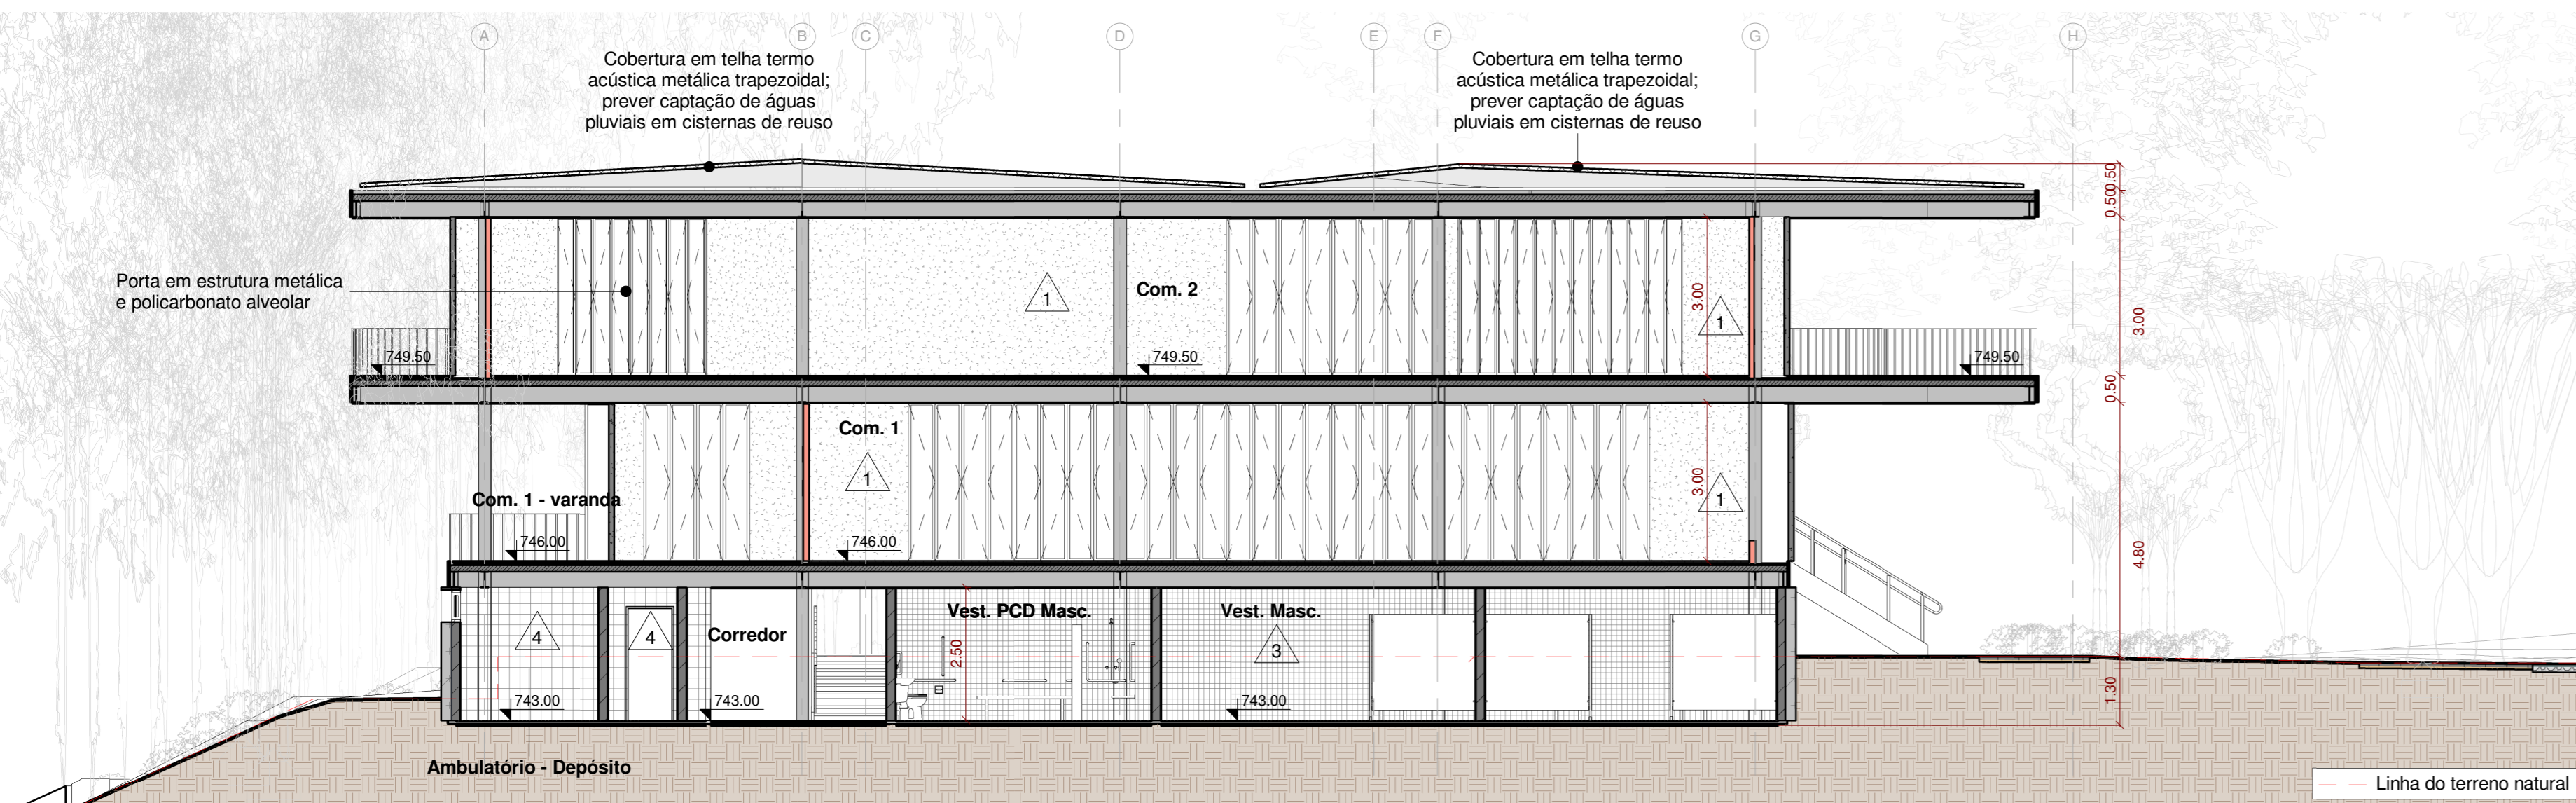 A B C D E F G H
Cobertura em telha termo
acústica metálica trapezoidal;
prever captação de águas
pluviais em cisternas de reuso
Cobertura em telha termo
acústica metálica trapezoidal;
prever captação de águas
pluviais em cisternas de reuso
0.50
0.50
Porta em estrutura metálica
e policarbonato alveolar
1
Com. 2
3.00
1
3.00
749.50
749.50
749.50
0.50
Com. 1
1
3.00
1
Com. 1 - varanda
746.00
746.00
4.80
4
4
Corredor
Vest. PCD Masc.
2.50
Vest. Masc.
3
743.00
743.00
743.00
1.30
Ambulatório - Depósito
Linha do terreno natural